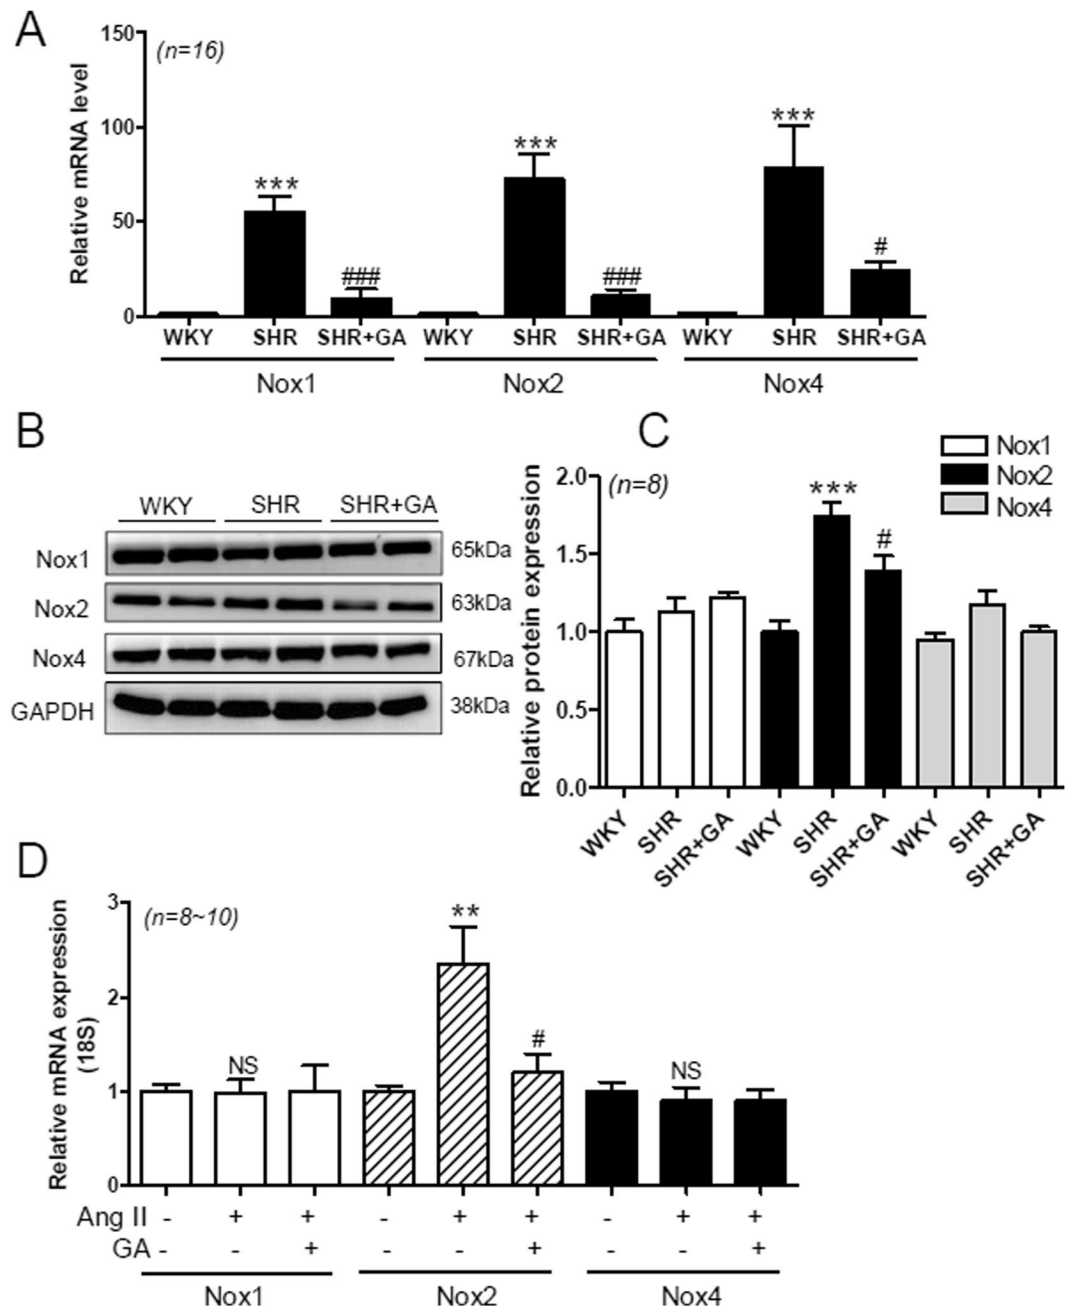 A
(n=16)
Relative mRNA level
150
100
50
0
***
###
***
###
***
#
WKY SHR SHR+GA WKY SHR SHR+GA WKY SHR SHR+GA
Nox1 Nox2 Nox4
B
WKY SHR SHR+GA
Nox1 65kDa
Nox2 63kDa
Nox4 67kDa
GAPDH 38kDa
C
Nox1
Nox2
Nox4
(n=8)
Relative protein expression
2.0
1.5
1.0
0.5
0.0
***
#
WKY SHR SHR+GA WKY SHR SHR+GA WKY SHR SHR+GA
D
(n=8~10)
Relative mRNA expression
(18S)
3
2
1
0
NS
**
#
NS
Ang II - + + - + + - + +
GA - - + - - + - - +
Nox1 Nox2 Nox4